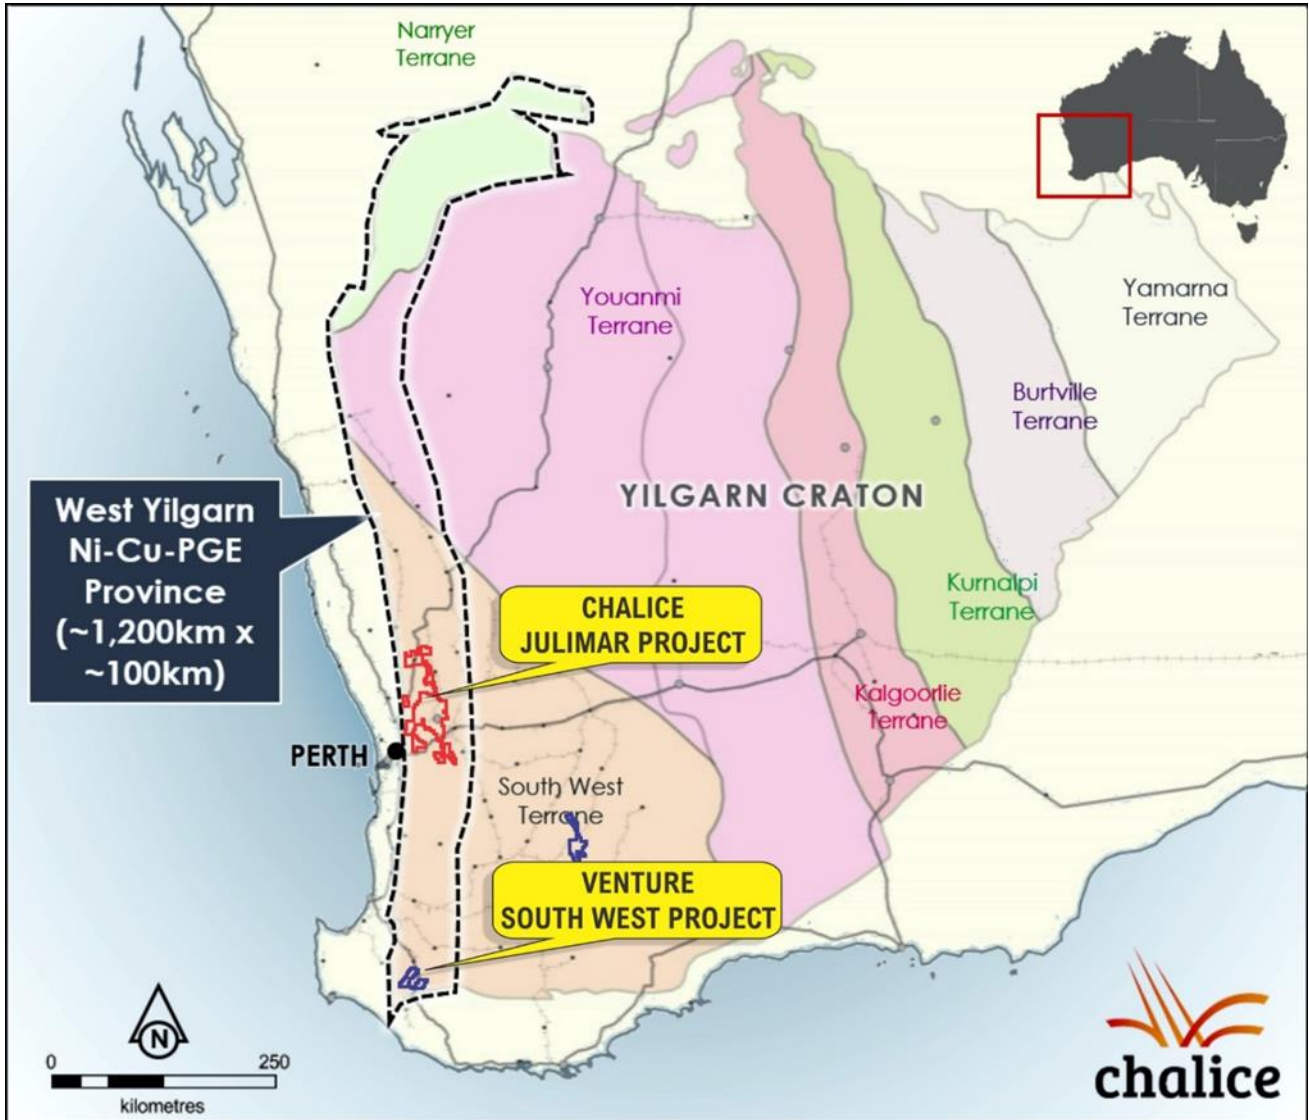 Narryer
Terrane
Youanmi
Terrane
Yamarna
Terrane
Burtville
Terrane
YILGARN CRATON
West Yilgarn
Ni-Cu-PGE
Province
(~1,200km x
~100km)
Kurnalpi
Terrane
CHALICE
JULIMAR PROJECT
Kalgoorlie
Terrane
PERTH
South West
Terrane
VENTURE
SOUTH WEST PROJECT
N
0 250
kilometres
chalice